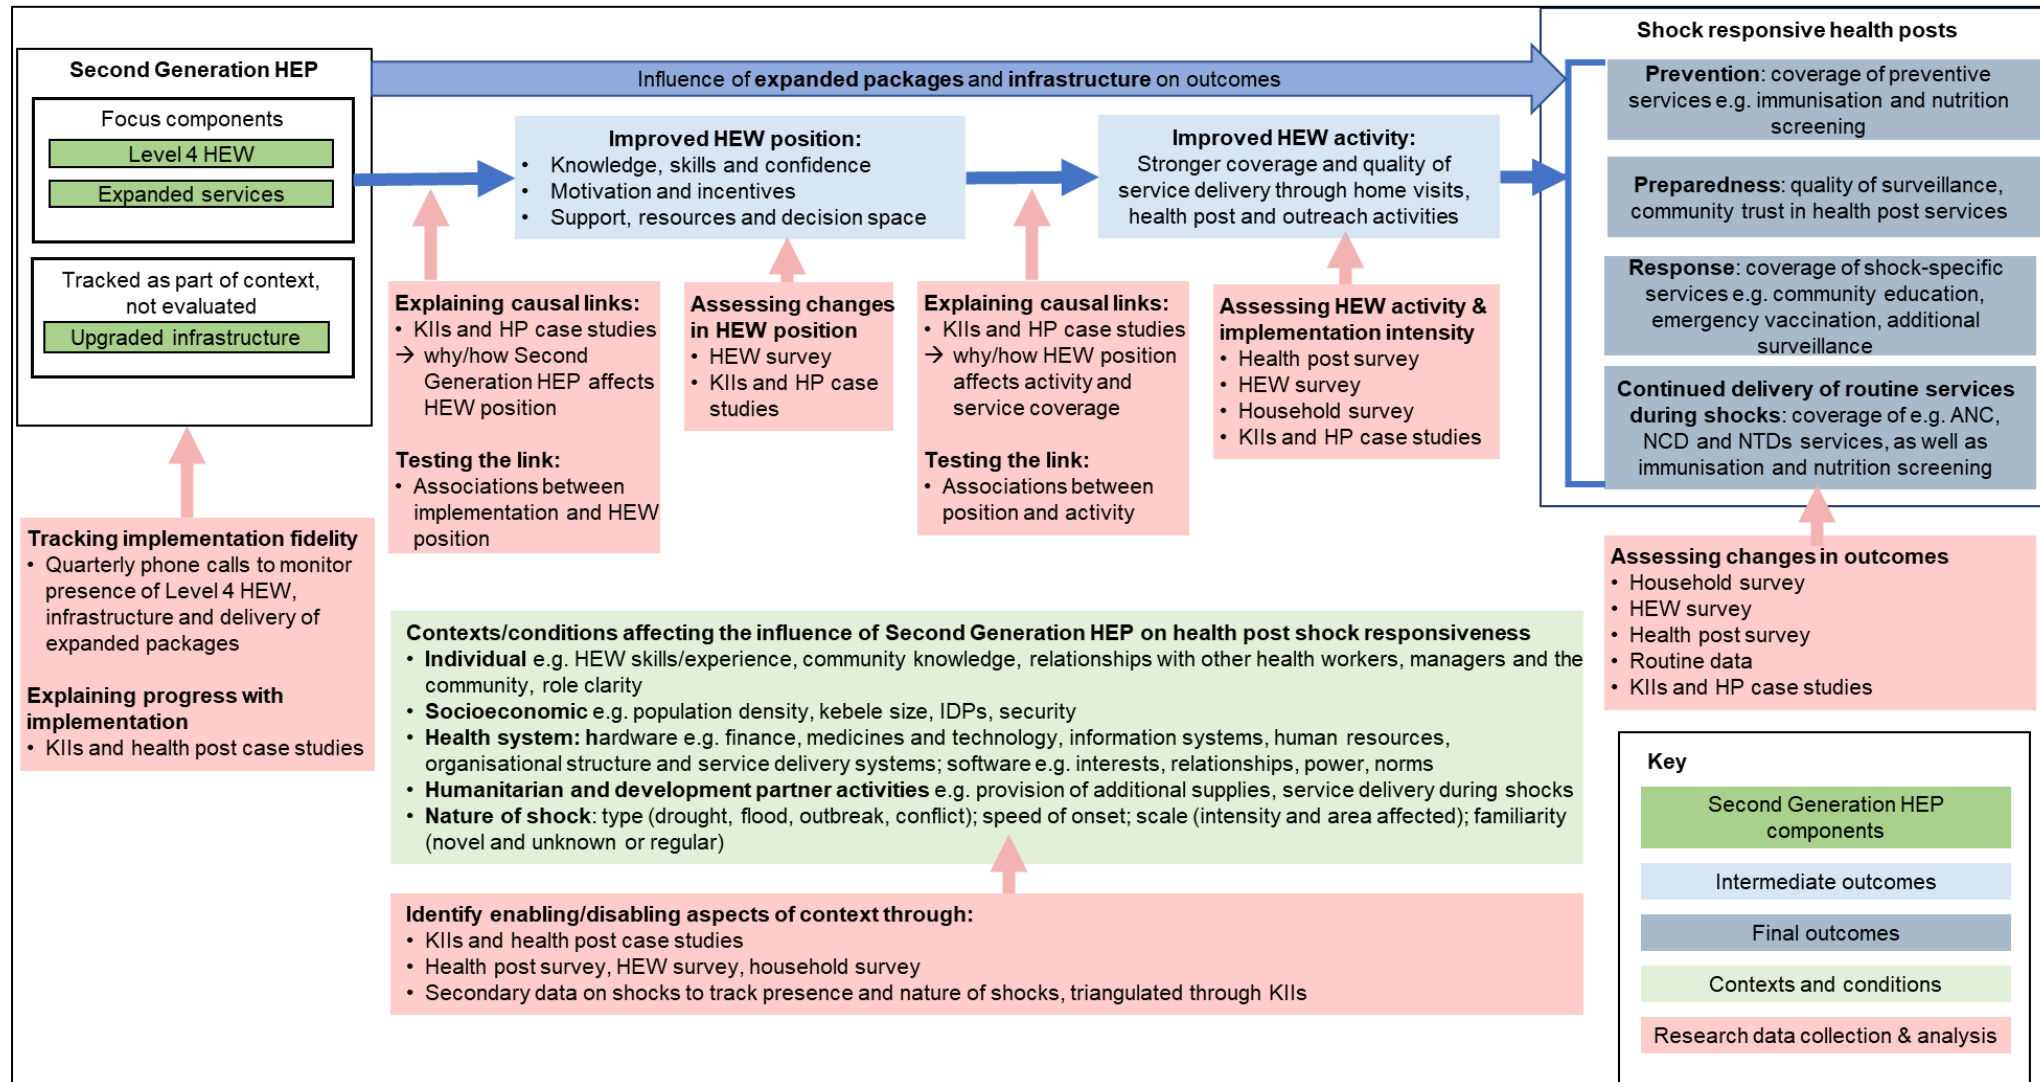 Second Generation HEP
Focus components
Level 4 HEW
Expanded services
Tracked as part of context,
not evaluated
Upgraded infrastructure
Influence of expanded packages and infrastructure on outcomes
Improved HEW position:
• Knowledge, skills and confidence
• Motivation and incentives
• Support, resources and decision space
Improved HEW activity:
Stronger coverage and quality of
service delivery through home visits,
health post and outreach activities
Shock responsive health posts
Prevention: coverage of preventive
services e.g. immunisation and nutrition
screening
Preparedness: quality of surveillance,
community trust in health post services
Response: coverage of shock-specific
services e.g. community education,
emergency vaccination, additional
surveillance
Continued delivery of routine services
during shocks: coverage of e.g. ANC,
NCD and NTDs services, as well as
immunisation and nutrition screening
Tracking implementation fidelity
• Quarterly phone calls to monitor
presence of Level 4 HEW,
infrastructure and delivery of
expanded packages
Explaining progress with
implementation
• KIIs and health post case studies
Explaining causal links:
• KIIs and HP case studies
→ why/how Second
Generation HEP affects
HEW position
Testing the link:
• Associations between
implementation and HEW
position
Assessing changes
in HEW position
• HEW survey
• KIIs and HP case
studies
Explaining causal links:
• KIIs and HP case studies
→ why/how HEW position
affects activity and
service coverage
Testing the link:
• Associations between
position and activity
Assessing HEW activity &
implementation intensity
• Health post survey
• HEW survey
• Household survey
• KIIs and HP case studies
Assessing changes in outcomes
• Household survey
• HEW survey
• Health post survey
• Routine data
• KIIs and HP case studies
Contexts/conditions affecting the influence of Second Generation HEP on health post shock responsiveness
• Individual e.g. HEW skills/experience, community knowledge, relationships with other health workers, managers and the
community, role clarity
• Socioeconomic e.g. population density, kebele size, IDPs, security
• Health system: hardware e.g. finance, medicines and technology, information systems, human resources,
organisational structure and service delivery systems; software e.g. interests, relationships, power, norms
• Humanitarian and development partner activities e.g. provision of additional supplies, service delivery during shocks
• Nature of shock: type (drought, flood, outbreak, conflict); speed of onset; scale (intensity and area affected); familiarity
(novel and unknown or regular)
Identify enabling/disabling aspects of context through:
• KIIs and health post case studies
• Health post survey, HEW survey, household survey
• Secondary data on shocks to track presence and nature of shocks, triangulated through KIIs
Key
Second Generation HEP
components
Intermediate outcomes
Final outcomes
Contexts and conditions
Research data collection & analysis